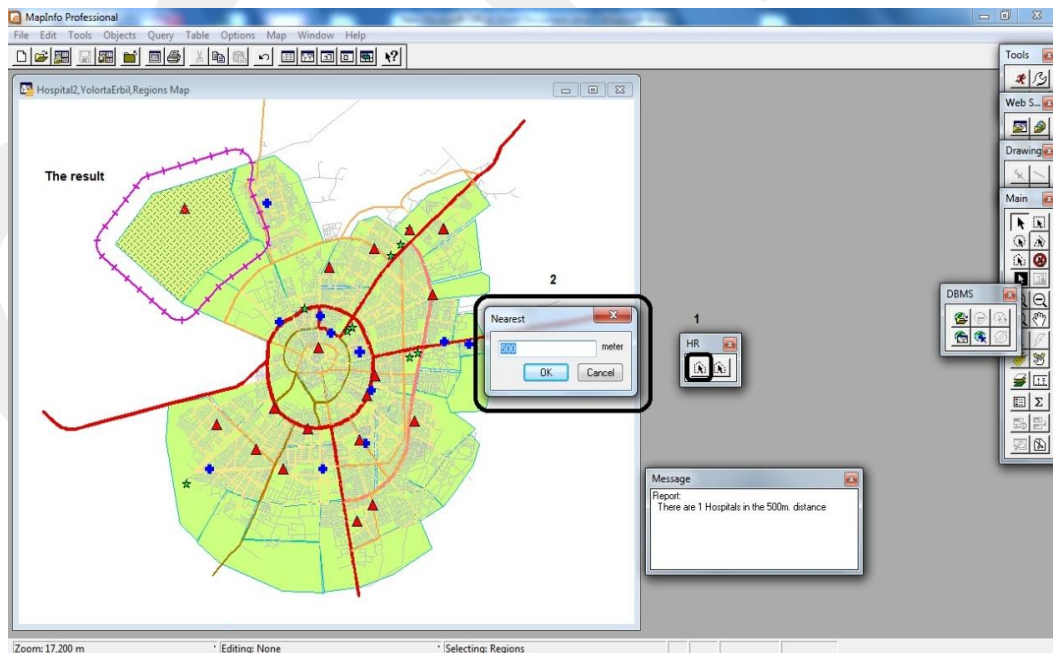 MapInfo Professional
File Edit Tools Objects Query Table Options Map Window Help
Hospital2,YolortaErbil,Regions Map
The result
2
Nearest
500 meter
OK Cancel
1
HR
Tools
Web S...
Drawing
Main
DBMS
Message
Report:
There are 1 Hospitals in the 500m. distance
Zoom: 17,200 m Editing: None Selecting: Regions